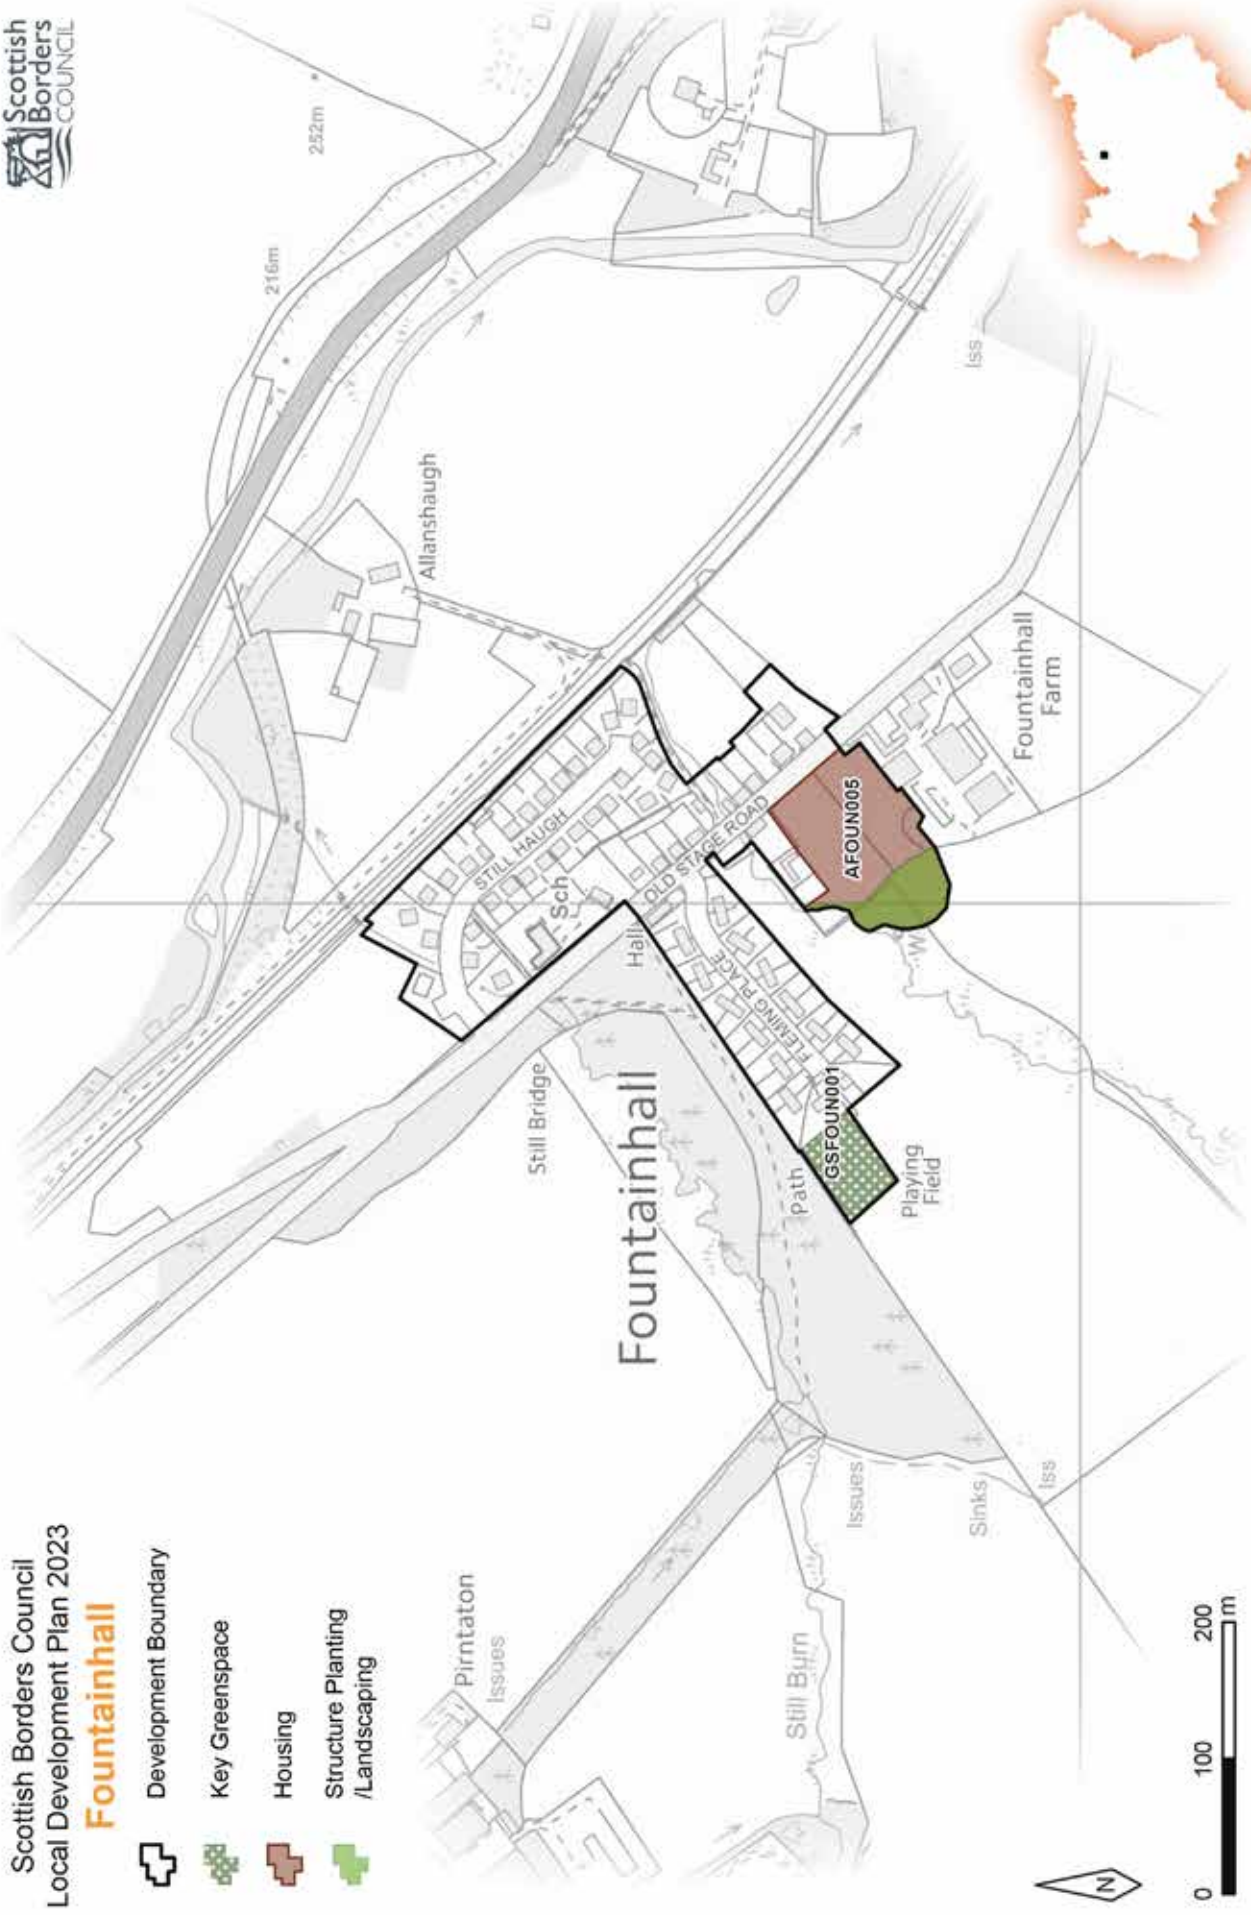 Scottish Borders Council
Local Development Plan 2023
Fountainhall
Development Boundary
Key Greenspace
Housing
Structure Planting
/Landscaping
Scottish
Borders
COUNCIL
252m
216m
Allanshaugh
STILL HAUGH
Sch
OLD STAGE ROAD
Hall
Still Bridge
Fountainhall
FLEMING PLACE
GSFOUN001
Path
Playing
Field
AFOUN005
W
Fountainhall
Farm
Iss
Pirntaton
Issues
Still Burn
Issues
Sinks
Iss
N
0
100
200
m